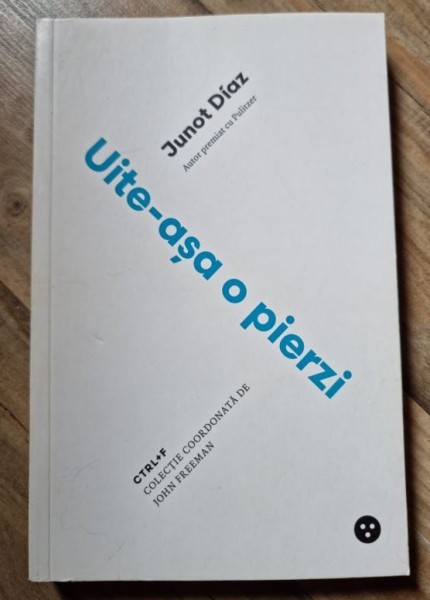 Junot Díaz
Autor premiat cu Pulitzer
Uite-așa o pierzi
CTRL+F
COLECȚIE COORDONATĂ DE
JOHN FREEMAN